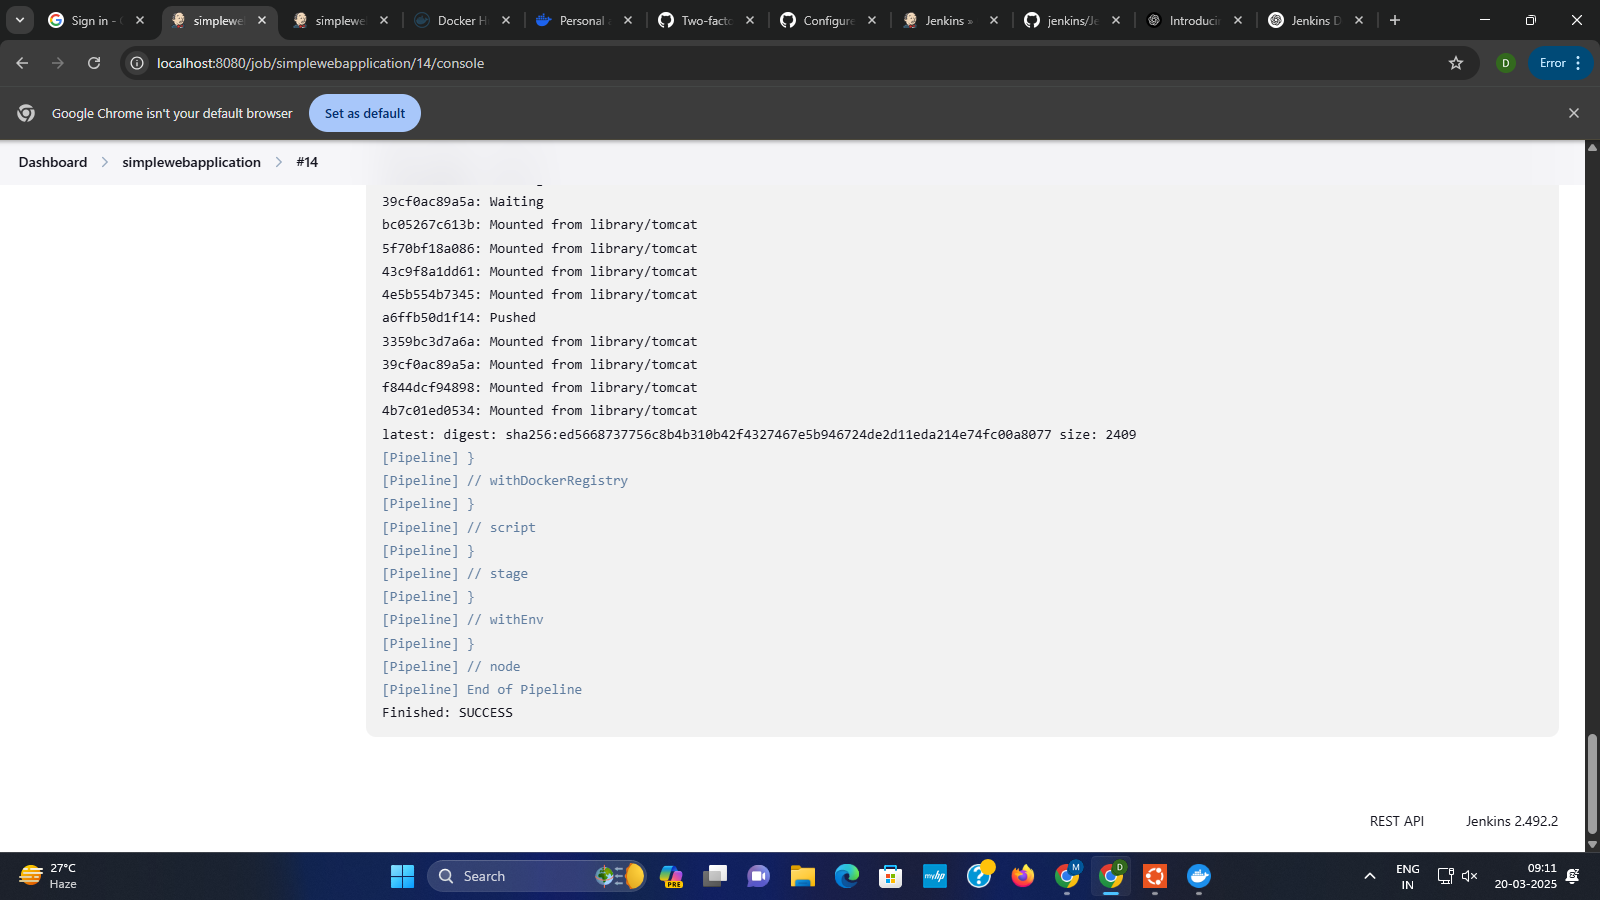 Sign in -
simplewe
simplewe
Docker H
Personal a
Two-facto
Configure
Jenkins »
jenkins/Je
Introducin
Jenkins D
localhost:8080/job/simplewebapplication/14/console
D
Error
Google Chrome isn't your default browser
Set as default
Dashboard
simplewebapplication
#14
39cf0ac89a5a: Waiting
bc05267c613b: Mounted from library/tomcat
5f70bf18a086: Mounted from library/tomcat
43c9f8a1dd61: Mounted from library/tomcat
4e5b554b7345: Mounted from library/tomcat
a6ffb50d1f14: Pushed
3359bc3d7a6a: Mounted from library/tomcat
39cf0ac89a5a: Mounted from library/tomcat
f844dcf94898: Mounted from library/tomcat
4b7c01ed0534: Mounted from library/tomcat
latest: digest: sha256:ed5668737756c8b4b310b42f4327467e5b946724de2d11eda214e74fc00a8077 size: 2409
[Pipeline] }
[Pipeline] // withDockerRegistry
[Pipeline] }
[Pipeline] // script
[Pipeline] }
[Pipeline] // stage
[Pipeline] }
[Pipeline] // withEnv
[Pipeline] }
[Pipeline] // node
[Pipeline] End of Pipeline
Finished: SUCCESS
REST API
Jenkins 2.492.2
27°C
Haze
Search
PRE
myhp
M
D
ENG
IN
09:11
20-03-2025